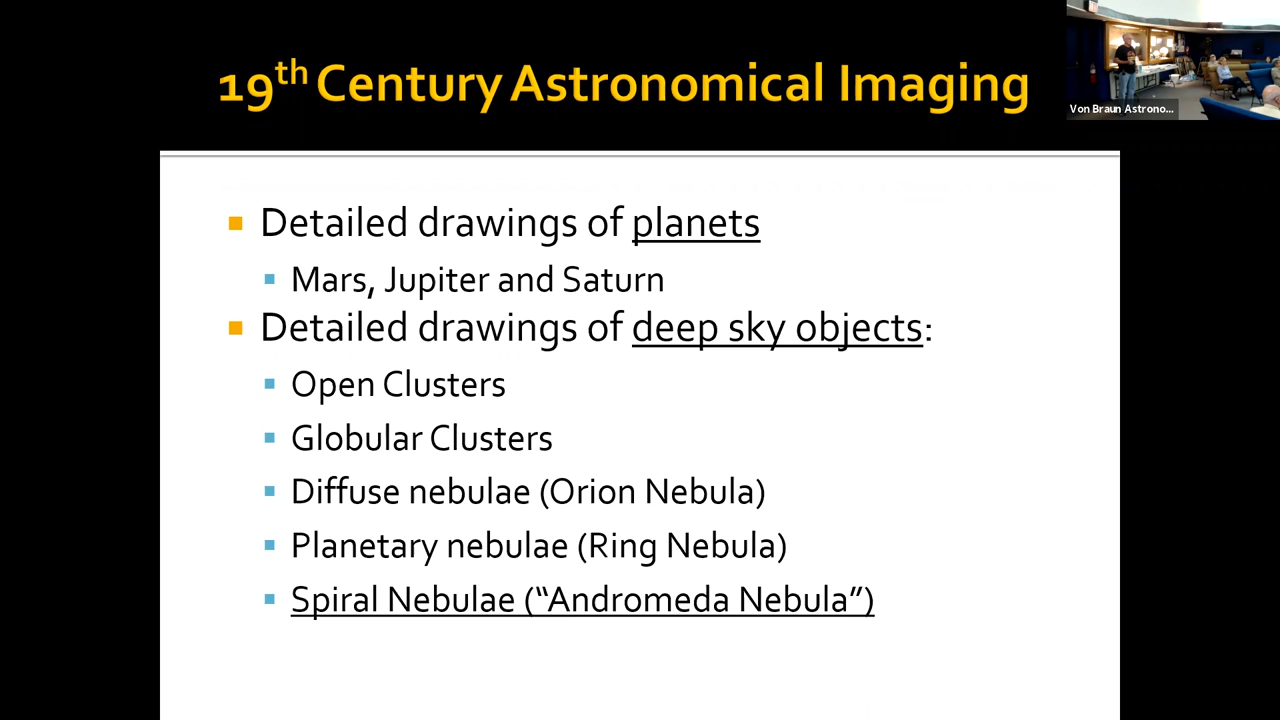 19th Century Astronomical Imaging
Von Braun Astrono...
Detailed drawings of planets
Mars, Jupiter and Saturn
Detailed drawings of deep sky objects:
Open Clusters
Globular Clusters
Diffuse nebulae (Orion Nebula)
Planetary nebulae (Ring Nebula)
Spiral Nebulae (“Andromeda Nebula”)